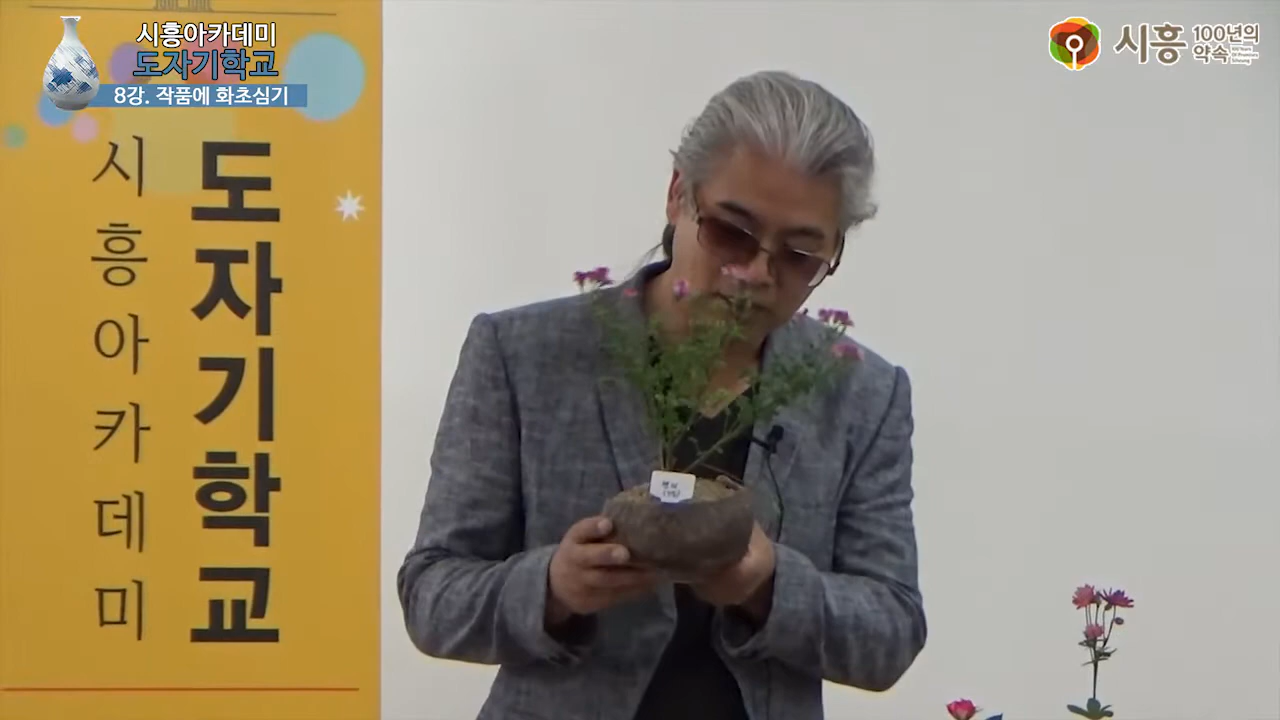 시흥아카데미
도자기학교
8강. 작품에 화초심기
시흥
100년의
약속
시흥아카데미
도자기학교